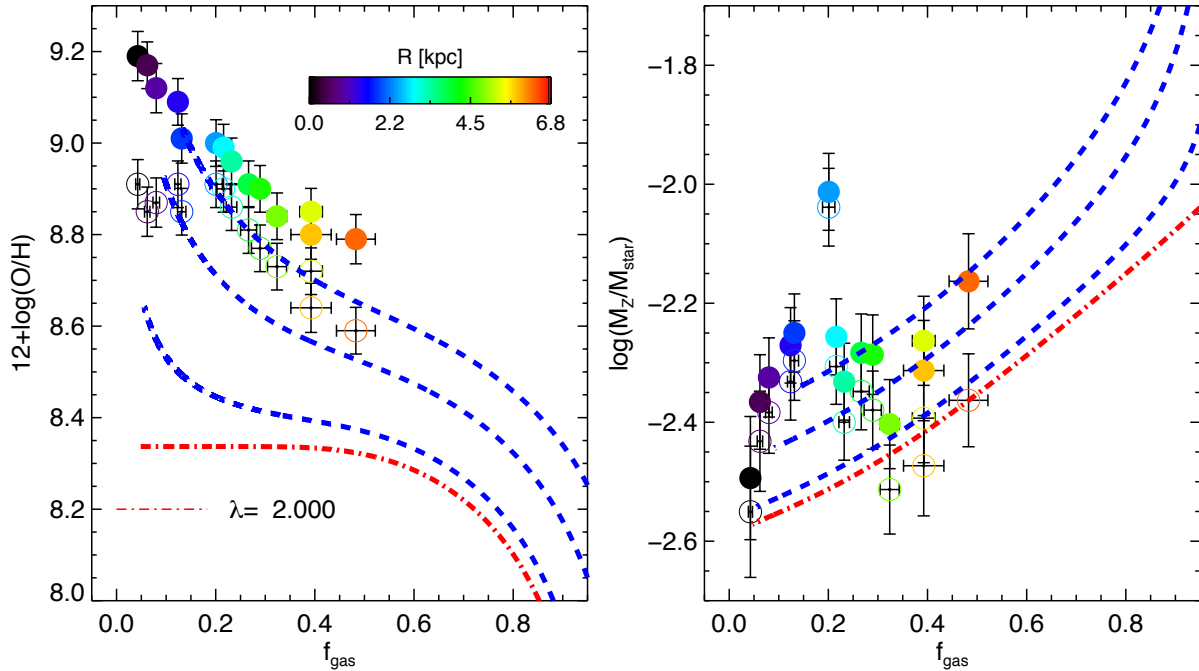 12+log(O/H)
9.2
9.0
8.8
8.6
8.4
8.2
8.0
R [kpc]
0.0 2.2 4.5 6.8
λ= 2.000
0.0 0.2 0.4 0.6 0.8
f_gas
log(M_Z/M_star)
−1.8
−2.0
−2.2
−2.4
−2.6
0.0 0.2 0.4 0.6 0.8
f_gas